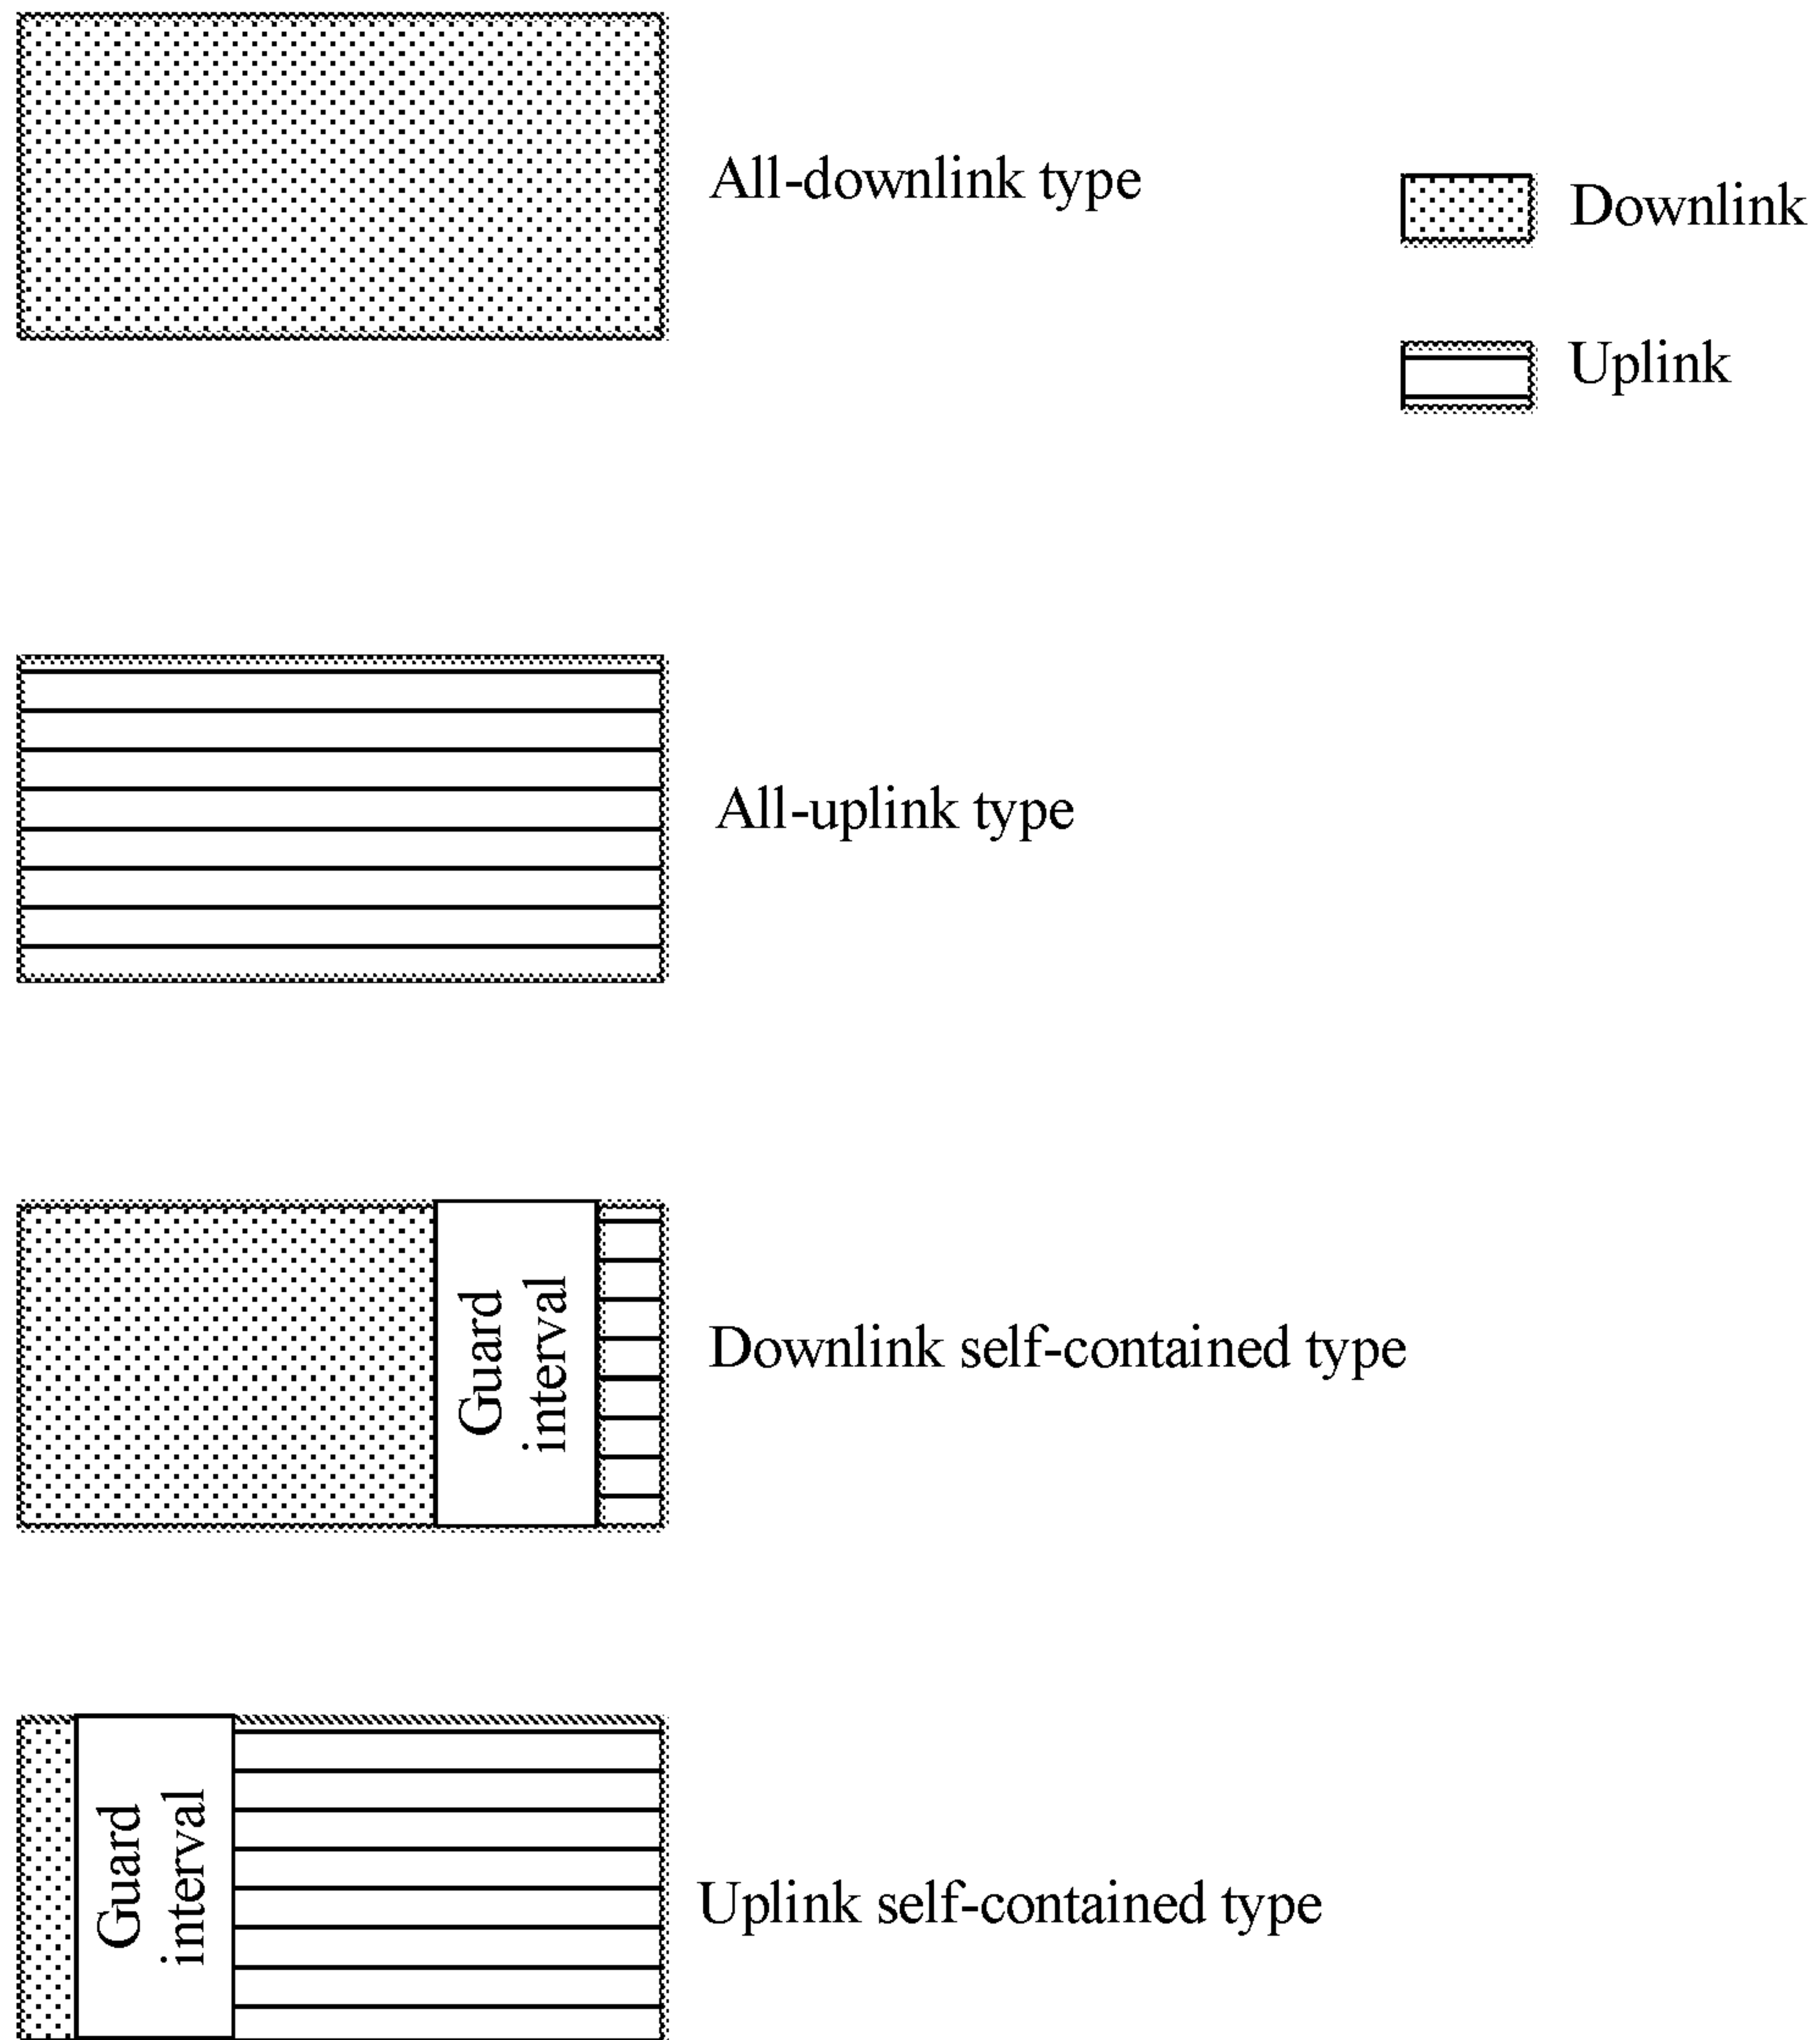 All-downlink type
Downlink
Uplink
All-uplink type
Guard
interval
Downlink self-contained type
Guard
interval
Uplink self-contained type